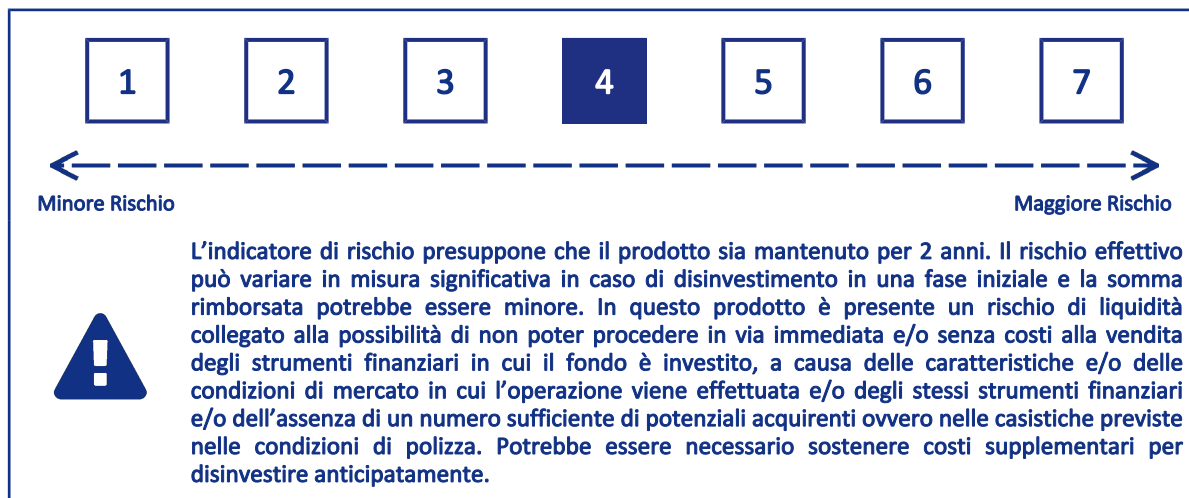 1 2 3 4 5 6 7
Minore Rischio Maggiore Rischio
L'indicatore di rischio presuppone che il prodotto sia mantenuto per 2 anni. Il rischio effettivo
può variare in misura significativa in caso di disinvestimento in una fase iniziale e la somma
rimborsata potrebbe essere minore. In questo prodotto è presente un rischio di liquidità
collegato alla possibilità di non poter procedere in via immediata e/o senza costi alla vendita
degli strumenti finanziari in cui il fondo è investito, a causa delle caratteristiche e/o delle
condizioni di mercato in cui l'operazione viene effettuata e/o degli stessi strumenti finanziari
e/o dell'assenza di un numero sufficiente di potenziali acquirenti ovvero nelle casistiche previste
nelle condizioni di polizza. Potrebbe essere necessario sostenere costi supplementari per
disinvestire anticipatamente.